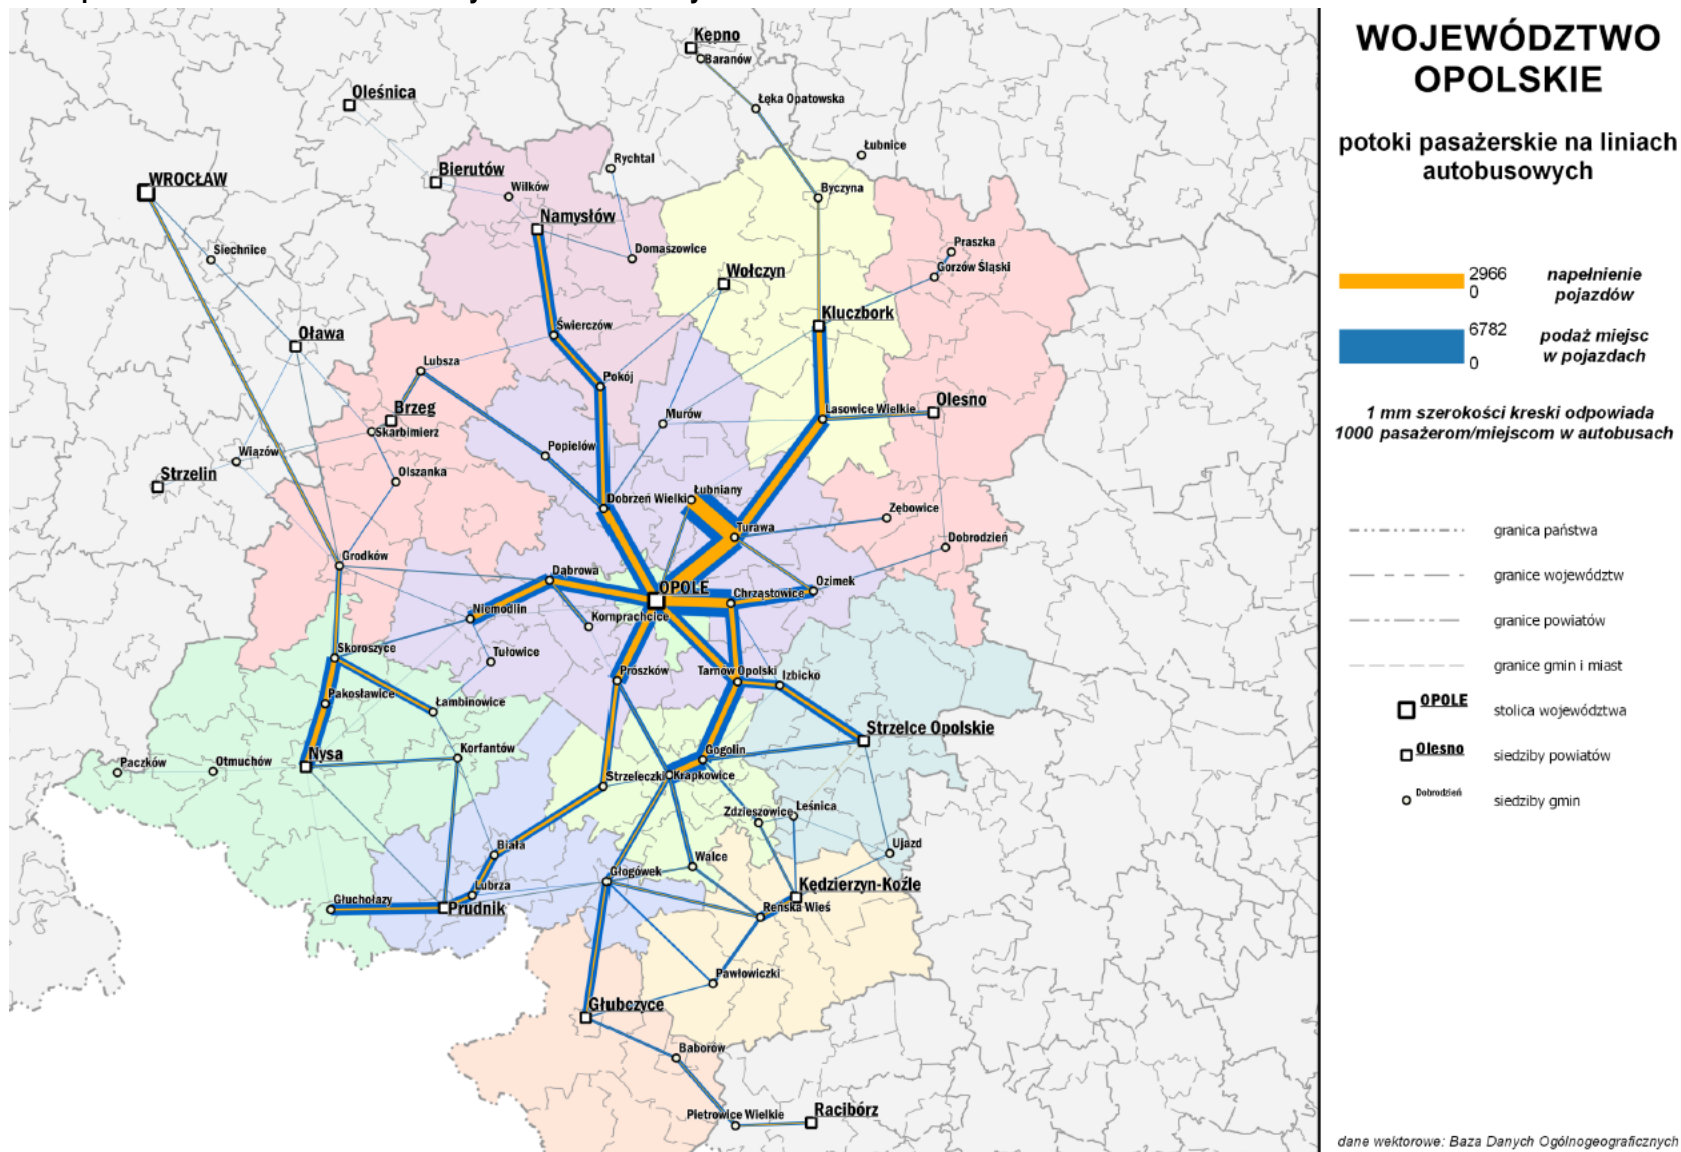 Kępno
Baranów
Oleśnica
Łęka Opatowska
Łubnice
Rychtal
Bierutów
WROCŁAW
Wilków
Byczyna
Namysłów
Siechnice
Domaszowice
Praszka
Gorzów Śląski
Wołczyn
Kluczbork
Oława
Świerczów
Lubsza
Pokój
Brzeg
Skarbimierz
Murów
Lasowice Wielkie
Olesno
Wiązów
Popielów
Strzelin
Olszanka
Dobrzeń Wielki
Łubniany
Turawa
Zębowice
Dobrodzień
Grodków
Dąbrowa
OPOLE
Ozimek
Chrząstowice
Niemodlin
Komprachcice
Skoroszyce
Tułowice
Prószków
Tarnów Opolski
Izbicko
Pakosławice
Łambinowice
Strzelce Opolskie
Nysa
Korfantów
Gogolin
Paczków
Otmuchów
Strzeleczki
Krapkowice
Zdzieszowice
Leśnica
Biała
Walce
Ujazd
Głogówek
Lubrza
Kędzierzyn-Koźle
Głuchołazy
Prudnik
Reńska Wieś
Pawłowiczki
Głubczyce
Baborów
Pietrowice Wielkie
Racibórz
WOJEWÓDZTWO
OPOLSKIE
potoki pasażerskie na liniach
autobusowych
2966
0
napełnienie
pojazdów
6782
0
podaż miejsc
w pojazdach
1 mm szerokości kreski odpowiada
1000 pasażerom/miejscom w autobusach
granica państwa
granice województw
granice powiatów
granice gmin i miast
OPOLE
stolica województwa
Olesno
siedziby powiatów
Dobrodzień
siedziby gmin
dane wektorowe: Baza Danych Ogólnogeograficznych